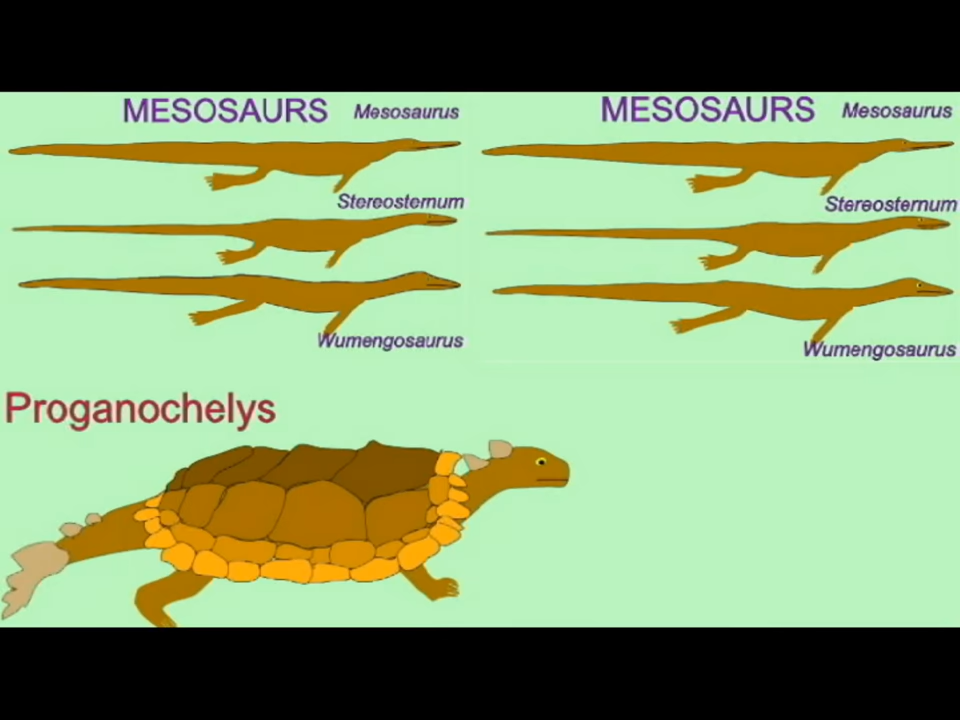 MESOSAURS
Mesosaurus
Stereosternum
Wumengosaurus
MESOSAURS
Mesosaurus
Stereosternum
Wumengosaurus
Proganochelys